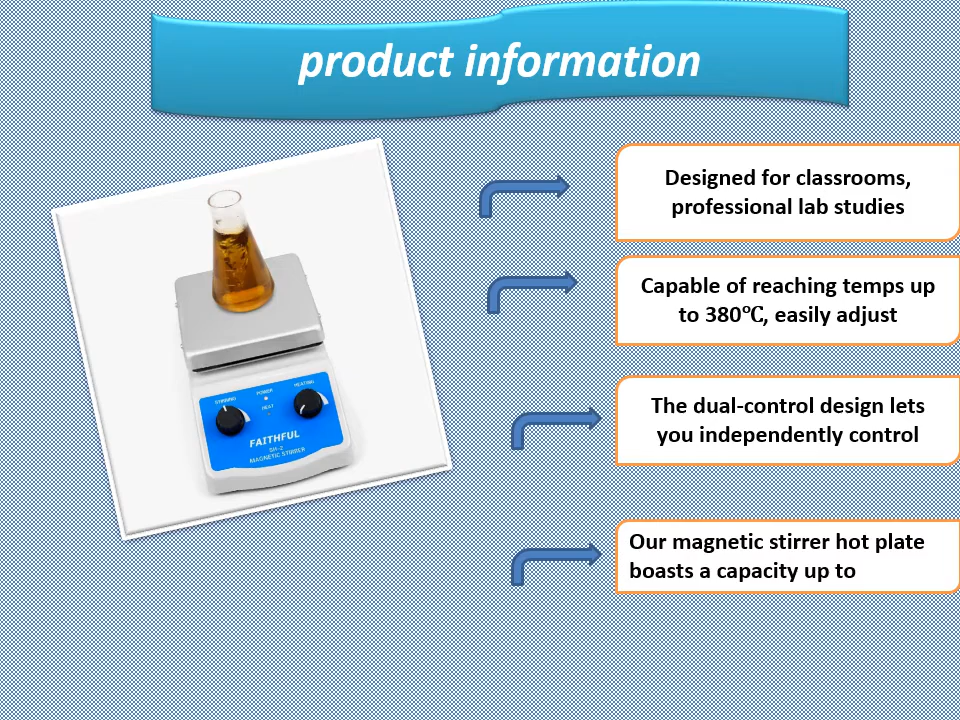 product information
Designed for classrooms,
professional lab studies
Capable of reaching temps up
to 380℃, easily adjust
The dual-control design lets
you independently control
Our magnetic stirrer hot plate
boasts a capacity up to
STIRRING
POWER
HEATING
HEAT
FAITHFUL
SH-2
MAGNETIC STIRRER